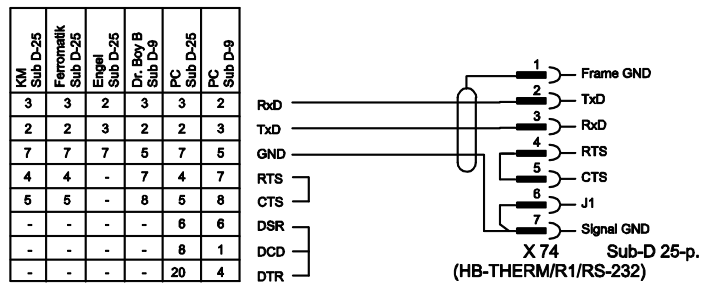 KM Sub D-25
Ferromatik Sub D-25
Engel Sub D-25
Dr. Boy B Sub D-9
PC Sub D-25
PC Sub D-9
3 3 2 3 3 2 RxD
2 2 3 2 2 3 TxD
7 7 7 5 7 5 GND
4 4 - 7 4 7 RTS
5 5 - 8 5 8 CTS
- - - - 6 6 DSR
- - - - 8 1 DCD
- - - - 20 4 DTR
1 Frame GND
2 TxD
3 RxD
4 RTS
5 CTS
6 J1
7 Signal GND
X 74 Sub-D 25-p.
(HB-THERM/R1/RS-232)